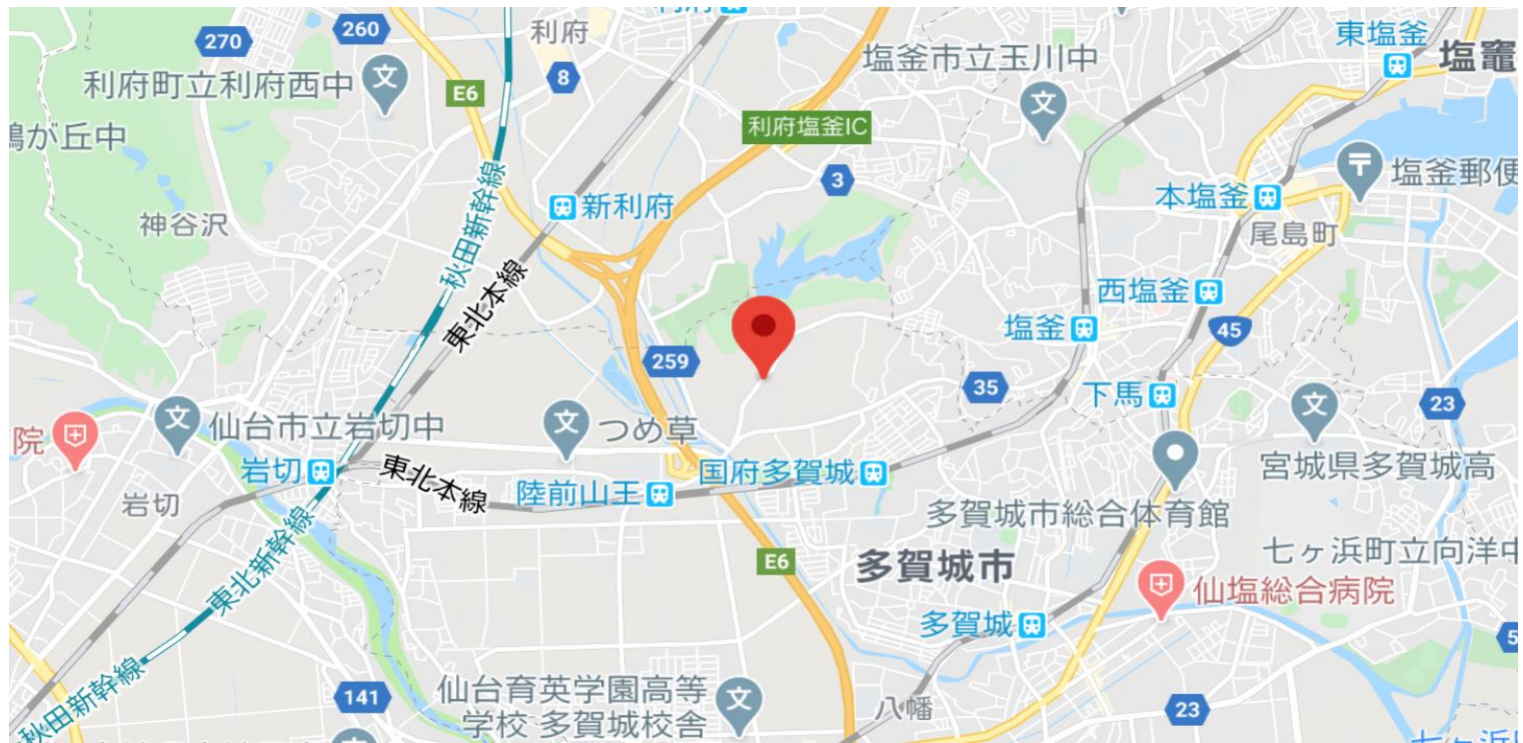 利府
260
270
利府
8
利府町立利府西中
E6
塩釜市立玉川中
東塩釜
塩竈
鶴が丘中
利府塩釜IC
3
塩釜郵便
本塩釜
新利府
神谷沢
秋田新幹線
尾島町
東北本線
西塩釜
塩釜
45
259
35
下馬
23
院
仙台市立岩切中
つめ草
岩切
東北本線
陸前山王
国府多賀城
宮城県多賀城高
岩切
多賀城市総合体育館
東北新幹線
E6
多賀城市
七ヶ浜町立向洋中
仙塩総合病院
多賀城
5
秋田新幹線
141
仙台育英学園高等
学校 多賀城校舎
八幡
23